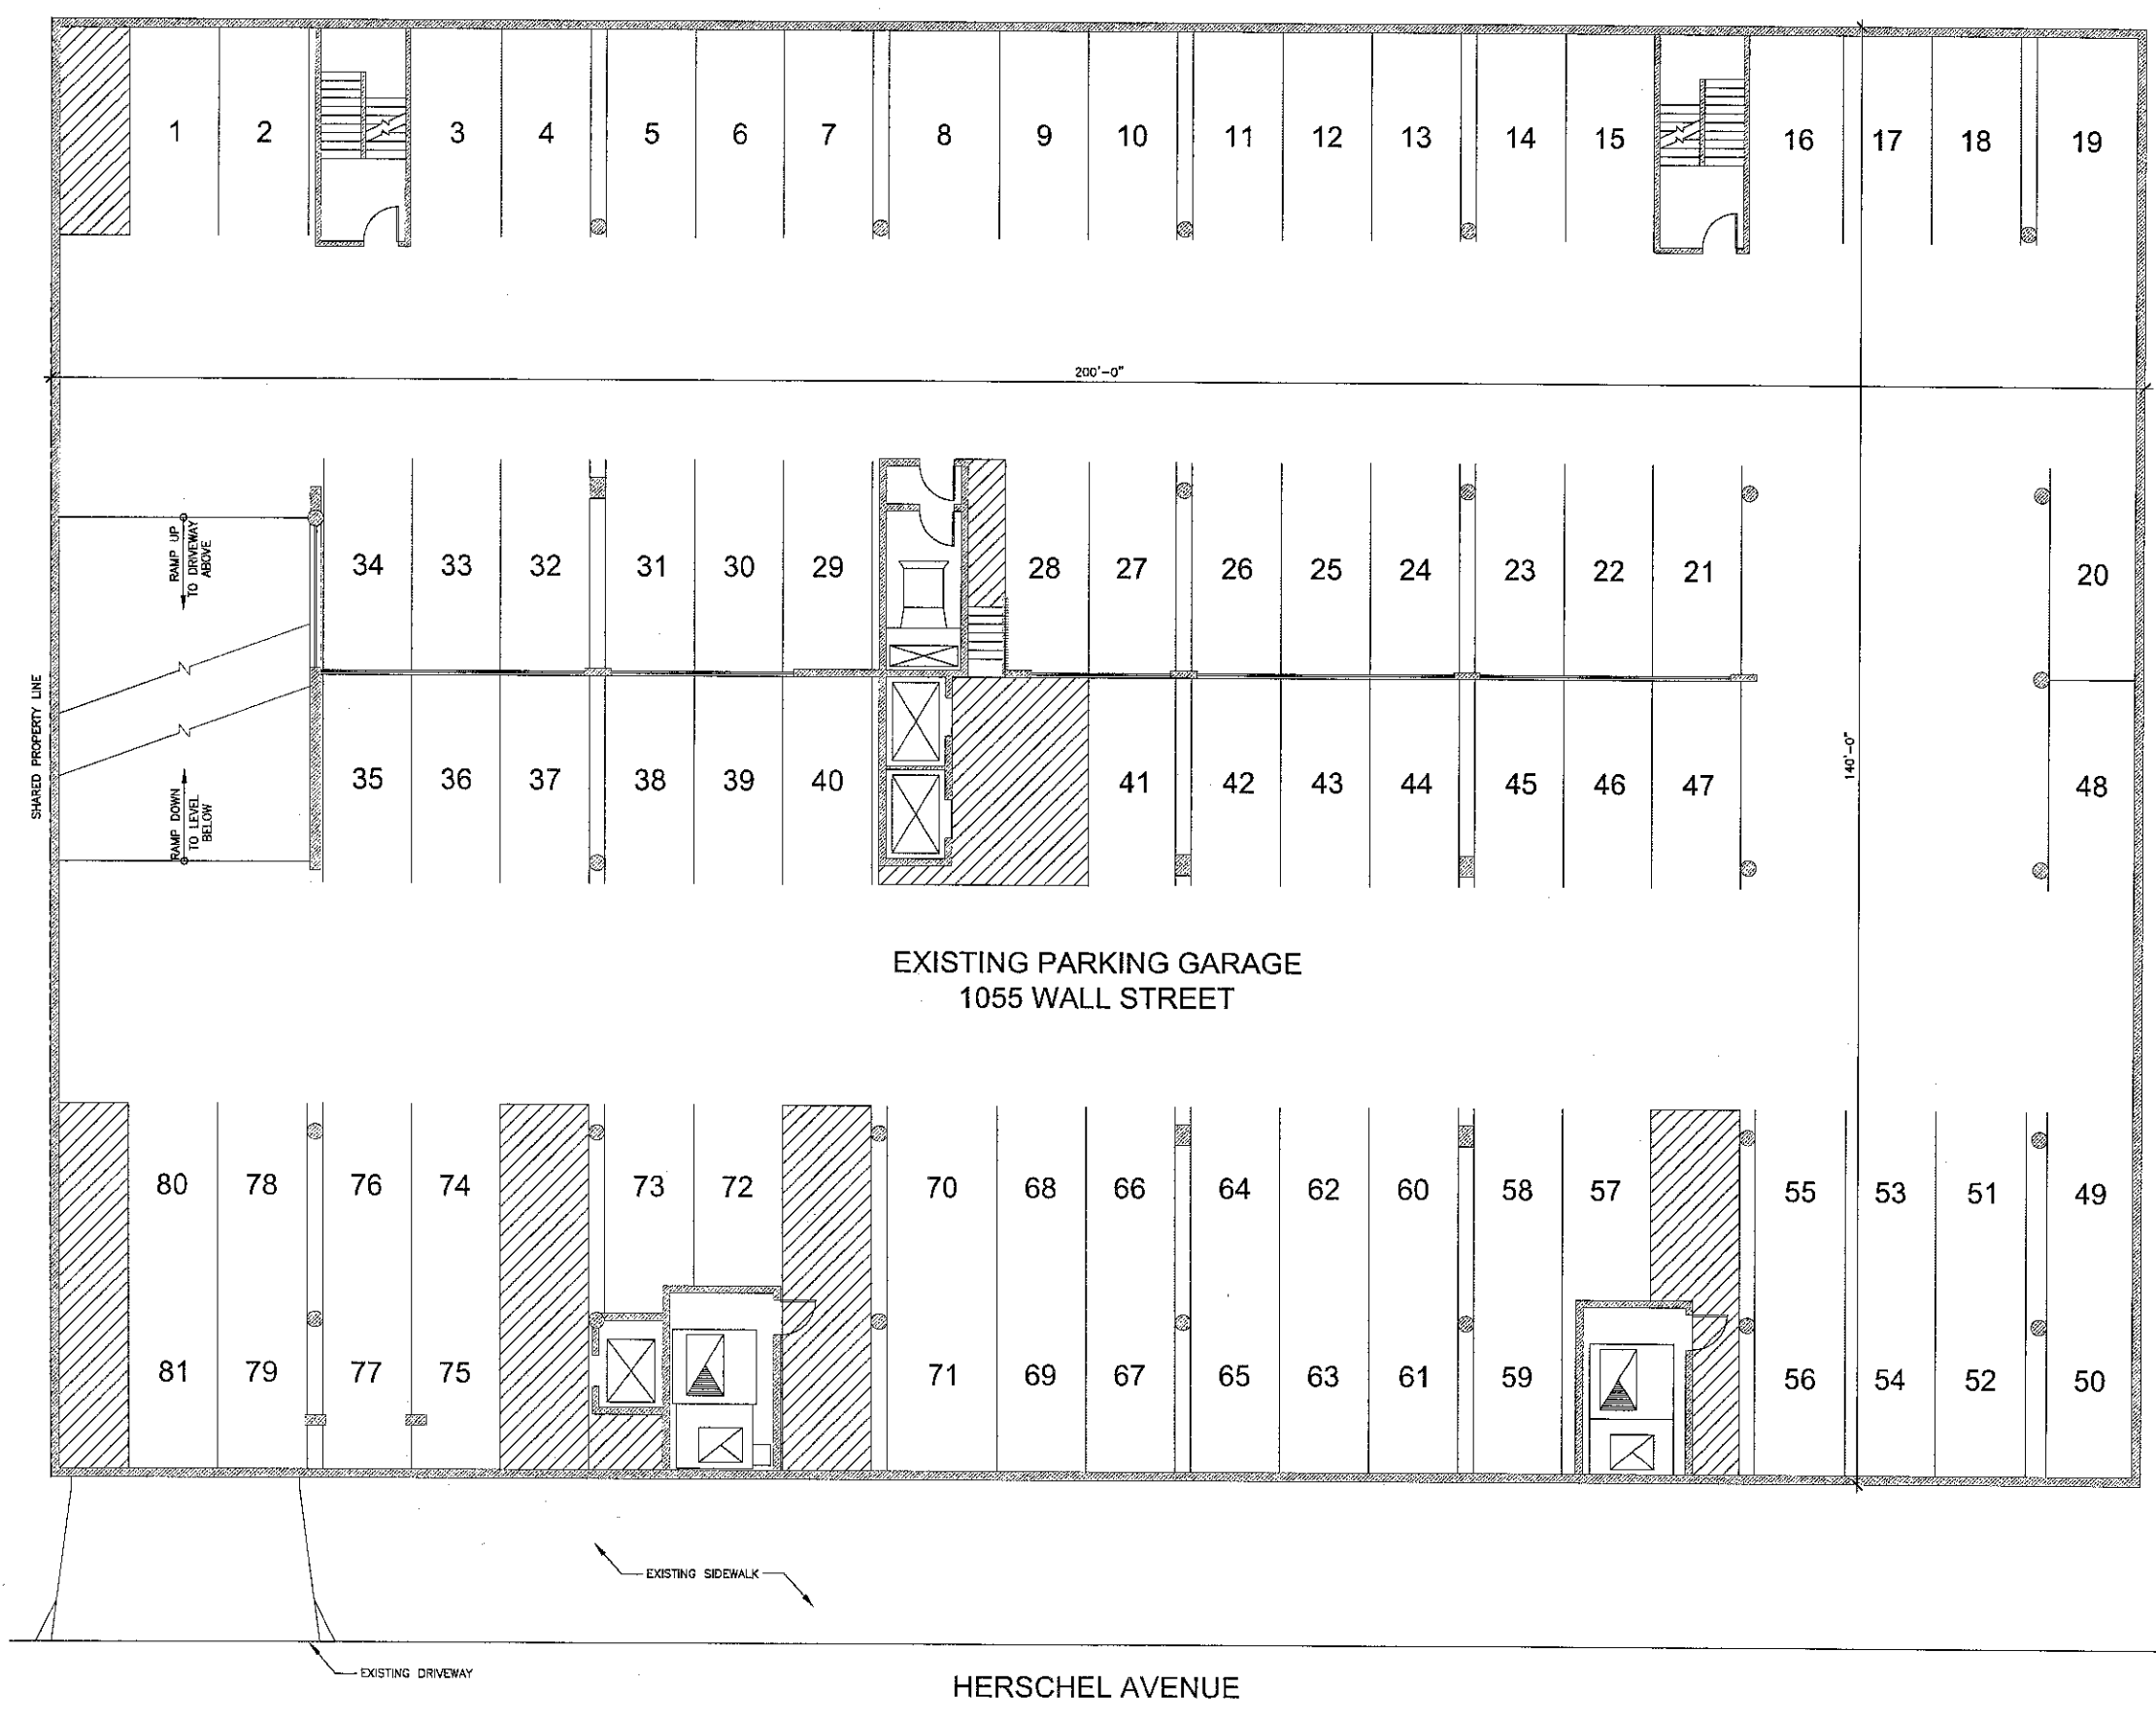 1 2 3 4 5 6 7 8 9 10 11 12 13 14 15 16 17 18 19
200'-0"
RAMP UP
TO DRIVEWAY
ABOVE
34 33 32 31 30 29 28 27 26 25 24 23 22 21 20
SHARED PROPERTY LINE
140'-0"
RAMP DOWN
TO LEVEL
BELOW
35 36 37 38 39 40 41 42 43 44 45 46 47 48
EXISTING PARKING GARAGE
1055 WALL STREET
80 78 76 74 73 72 70 68 66 64 62 60 58 57 55 53 51 49
81 79 77 75 71 69 67 65 63 61 59 56 54 52 50
EXISTING SIDEWALK
EXISTING DRIVEWAY
HERSCHEL AVENUE